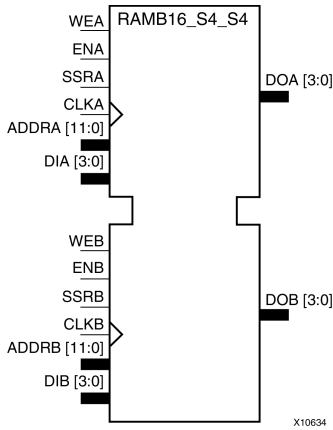 RAMB16_S4_S4
WEA
ENA
SSRA
CLKA
ADDRA [11:0]
DIA [3:0]
DOA [3:0]
WEB
ENB
SSRB
CLKB
ADDRB [11:0]
DIB [3:0]
DOB [3:0]
X10634